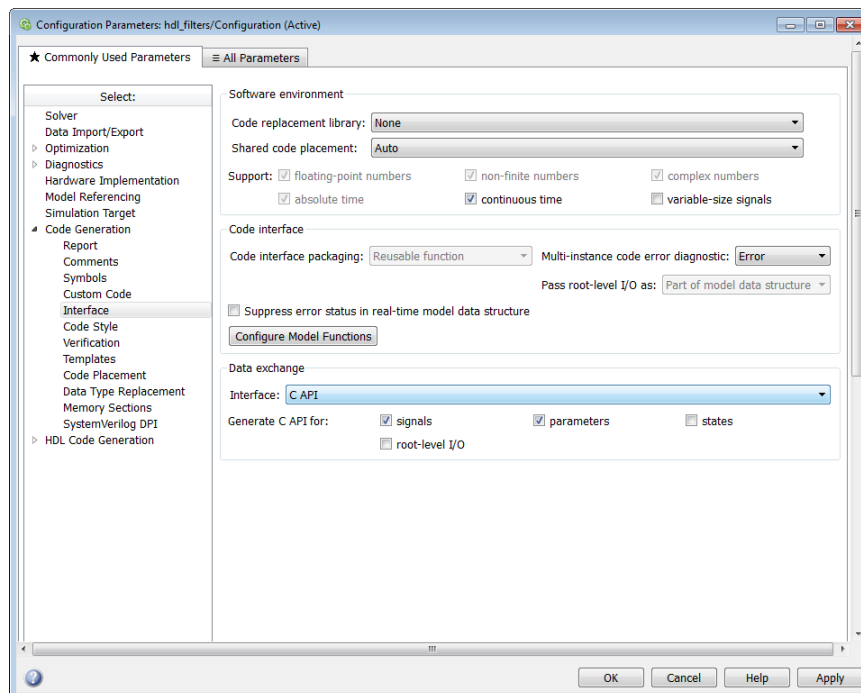 Configuration Parameters: hdl_filters/Configuration (Active)
★ Commonly Used Parameters
≡ All Parameters
Select:
Solver
Data Import/Export
Optimization
Diagnostics
Hardware Implementation
Model Referencing
Simulation Target
Code Generation
Report
Comments
Symbols
Custom Code
Interface
Code Style
Verification
Templates
Code Placement
Data Type Replacement
Memory Sections
SystemVerilog DPI
HDL Code Generation
Software environment
Code replacement library: None
Shared code placement: Auto
Support: floating-point numbers non-finite numbers complex numbers
absolute time continuous time variable-size signals
Code interface
Code interface packaging: Reusable function Multi-instance code error diagnostic: Error
Pass root-level I/O as: Part of model data structure
Suppress error status in real-time model data structure
Configure Model Functions
Data exchange
Interface: C API
Generate C API for: signals parameters states
root-level I/O
OK Cancel Help Apply